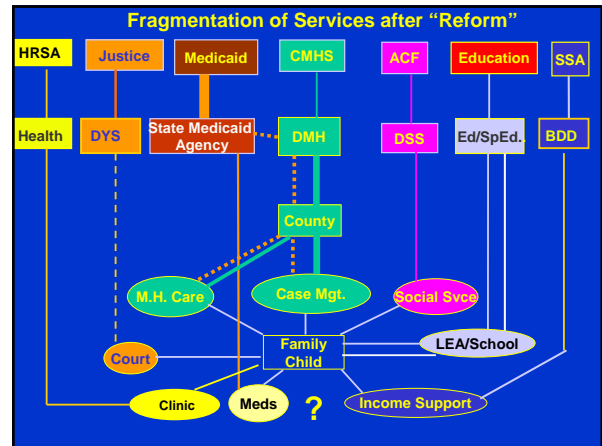 Fragmentation of Services after “Reform”
HRSA
Justice
Medicaid
CMHS
ACF
Education
SSA
Health
DYS
State Medicaid
Agency
DMH
DSS
Ed/SpEd..
BDD
County
M.H. Care
Case Mgt.
Social Svce
Family
Child
LEA/School
Court
Clinic
Meds
?
Income Support